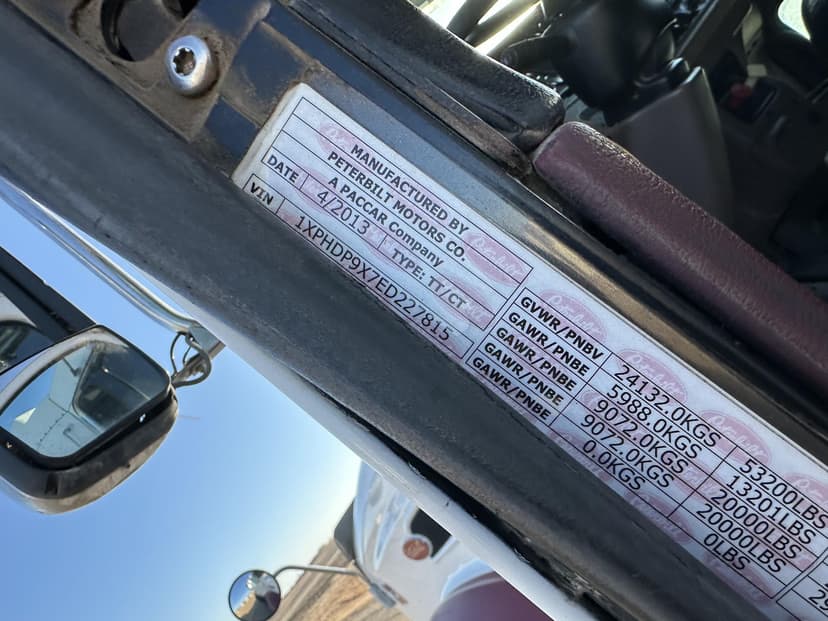 MANUFACTURED BY
PETERBILT MOTORS CO.
A PACCAR Company
DATE 4/2013 TYPE: TT/CT
VIN 1XPHDP9X7ED227815
GVWR/PNBV 24132.0KGS 53200LBS
GAWR/PNBE 5988.0KGS 13201LBS
GAWR/PNBE 9072.0KGS 20000LBS
GAWR/PNBE 9072.0KGS 20000LBS
GAWR/PNBE 0.0KGS 0LBS